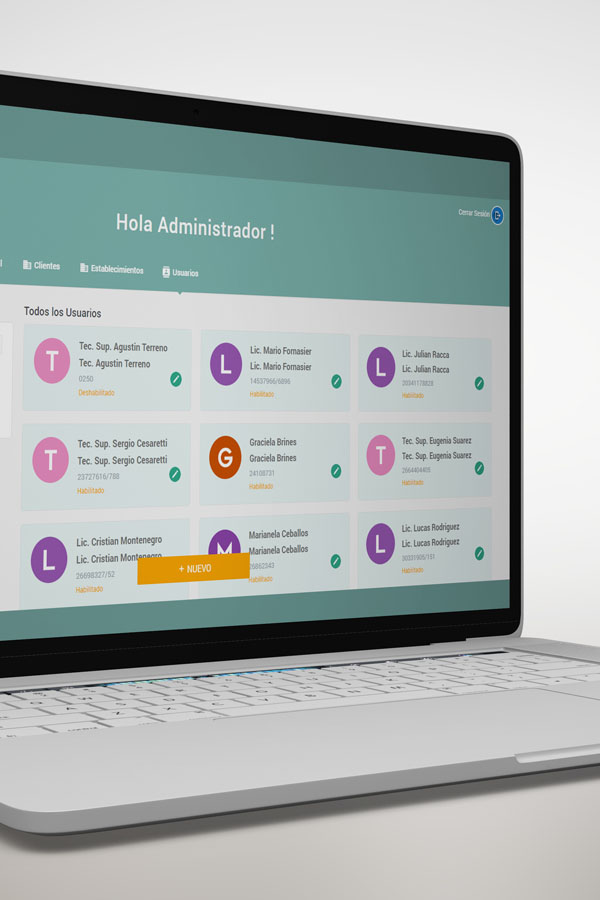 Hola Administrador !
Cerrar Sesión
Clientes
Establecimientos
Usuarios
Todos los Usuarios
T
Tec. Sup. Agustin Terreno
Tec. Agustin Terreno
0250
Deshabilitado
L
Lic. Mario Fornasier
Lic. Mario Fornasier
14537966/6896
Habilitado
L
Lic. Julian Racca
Lic. Julian Racca
20341178828
Habilitado
T
Tec. Sup. Sergio Cesaretti
Tec. Sup. Sergio Cesaretti
23727616/788
Habilitado
G
Graciela Brines
Graciela Brines
24108731
Habilitado
T
Tec. Sup. Eugenia Suarez
Tec. Sup. Eugenia Suarez
2664404405
Habilitado
L
Lic. Cristian Montenegro
Lic. Cristian Montenegro
26698327/52
Habilitado
M
Marianela Ceballos
Marianela Ceballos
Habilitado
L
Lic. Lucas Rodriguez
Lic. Lucas Rodriguez
30331905/151
Habilitado
+ NUEVO